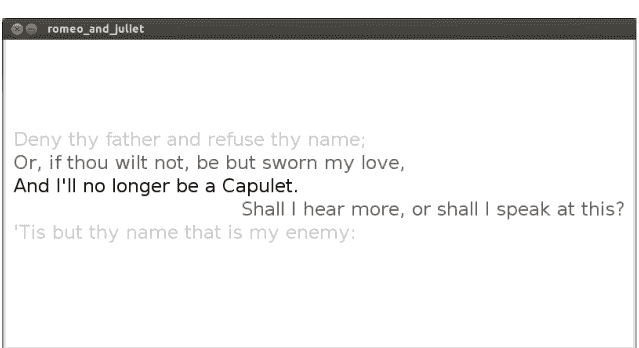 romeo_and_juliet
Deny thy father and refuse thy name;
Or, if thou wilt not, be but sworn my love,
And I'll no longer be a Capulet.
Shall I hear more, or shall I speak at this?
'Tis but thy name that is my enemy: